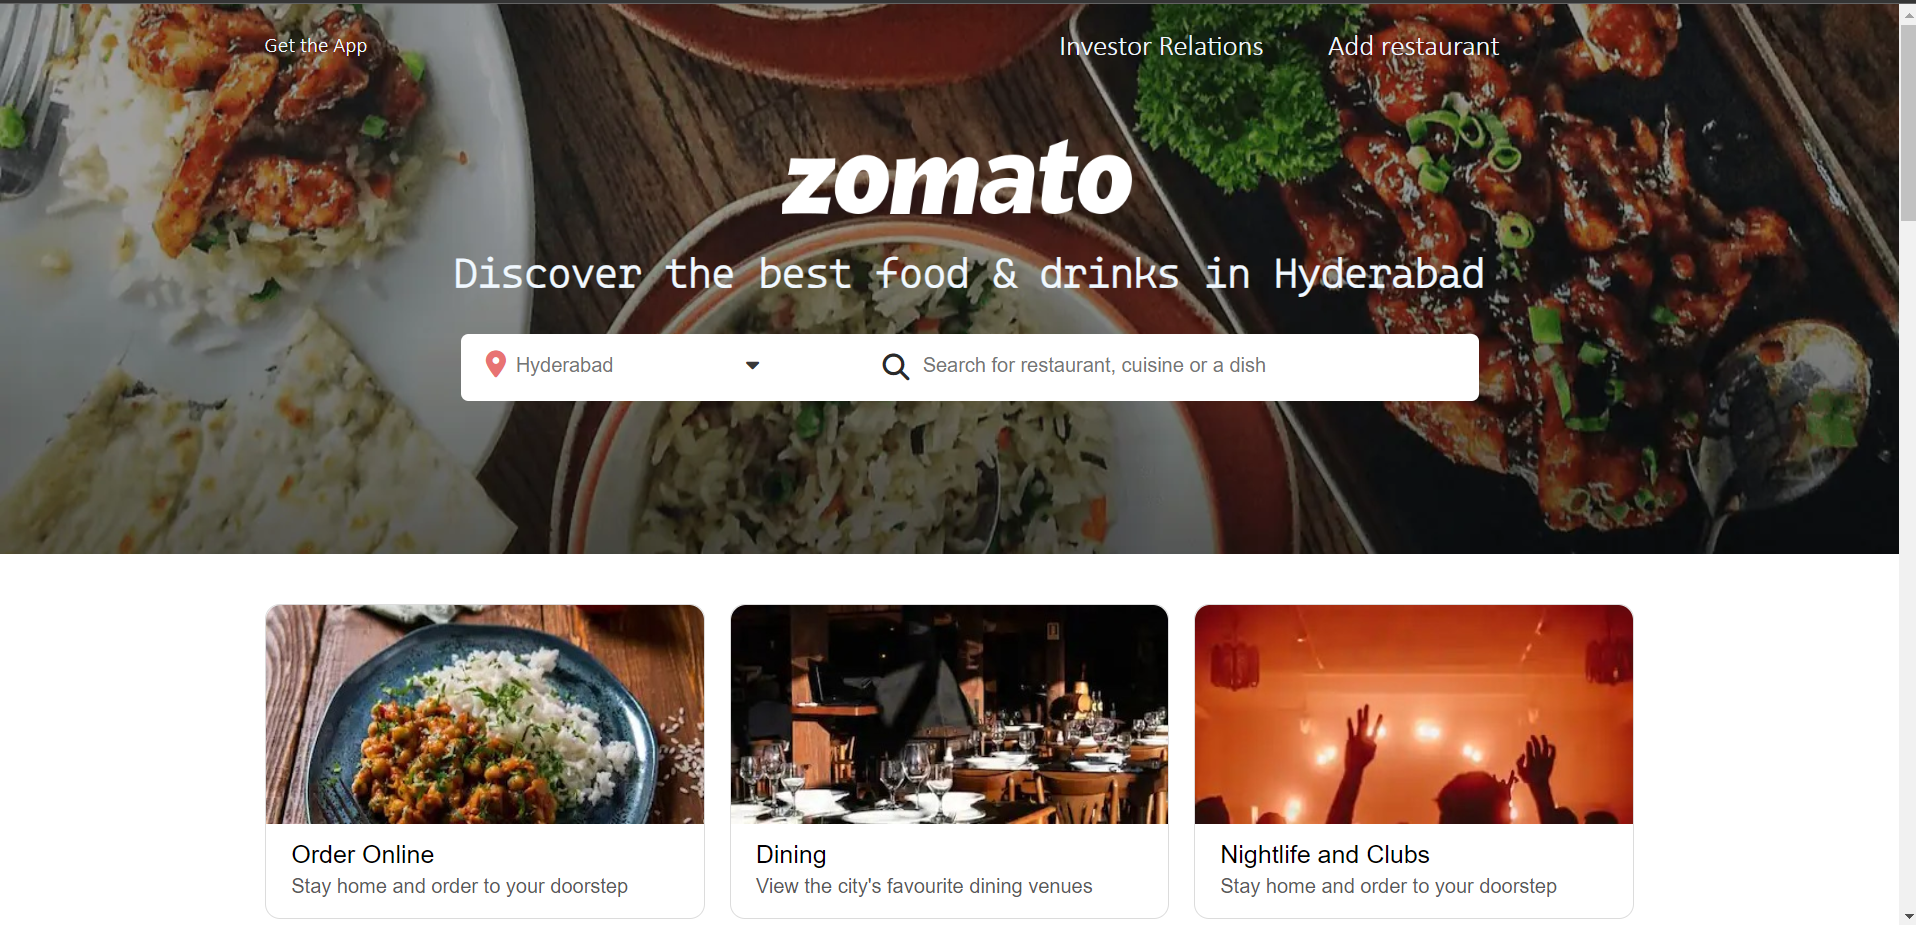 Get the App
Investor Relations
Add restaurant
zomato
Discover the best food & drinks in Hyderabad
Hyderabad
Search for restaurant, cuisine or a dish
Order Online
Stay home and order to your doorstep
Dining
View the city's favourite dining venues
Nightlife and Clubs
Stay home and order to your doorstep